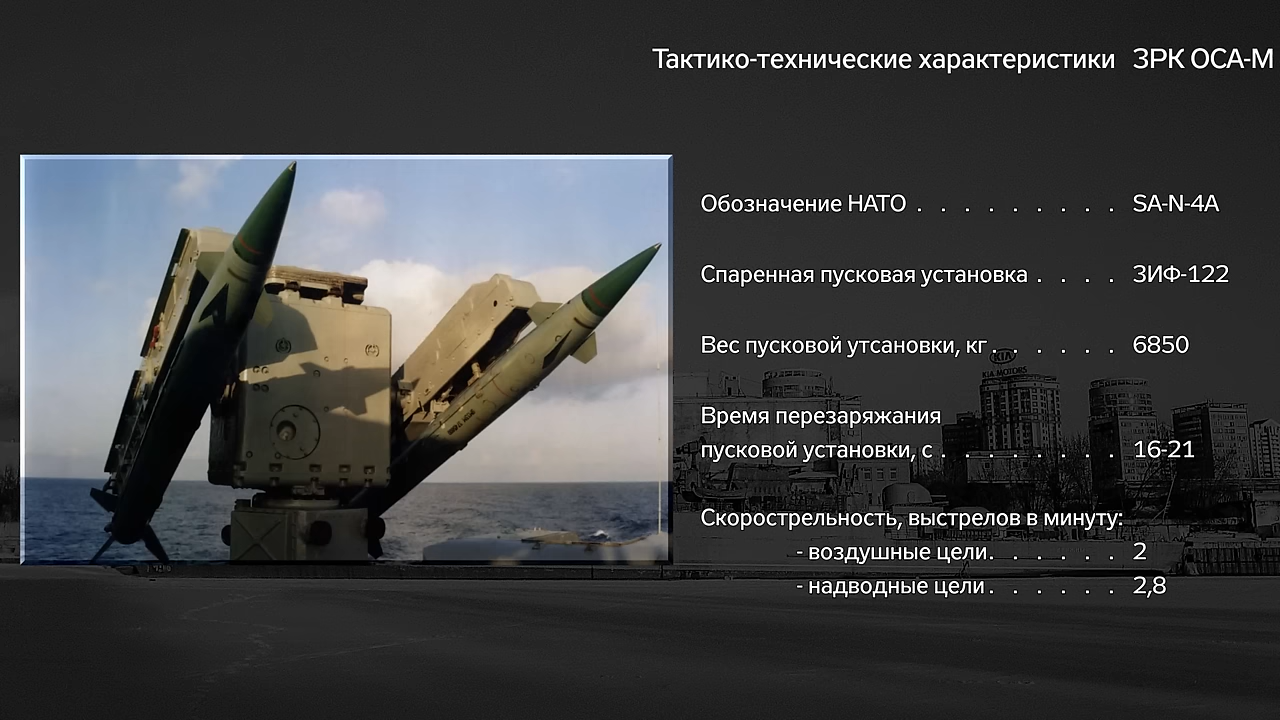 Тактико-технические характеристики ЗРК ОСА-М
Обозначение НАТО . . . . . . . . . SA-N-4A
Спаренная пусковая установка . . . . ЗИФ-122
Вес пусковой утсановки, кг . . . . . . 6850
KIA
KIA MOTORS
Время перезаряжания
пусковой установки, с . . . . . . . . 16-21
Скорострельность, выстрелов в минуту:
- воздушные цели. . . . . . 2
- надводные цели. . . . . . 2,8